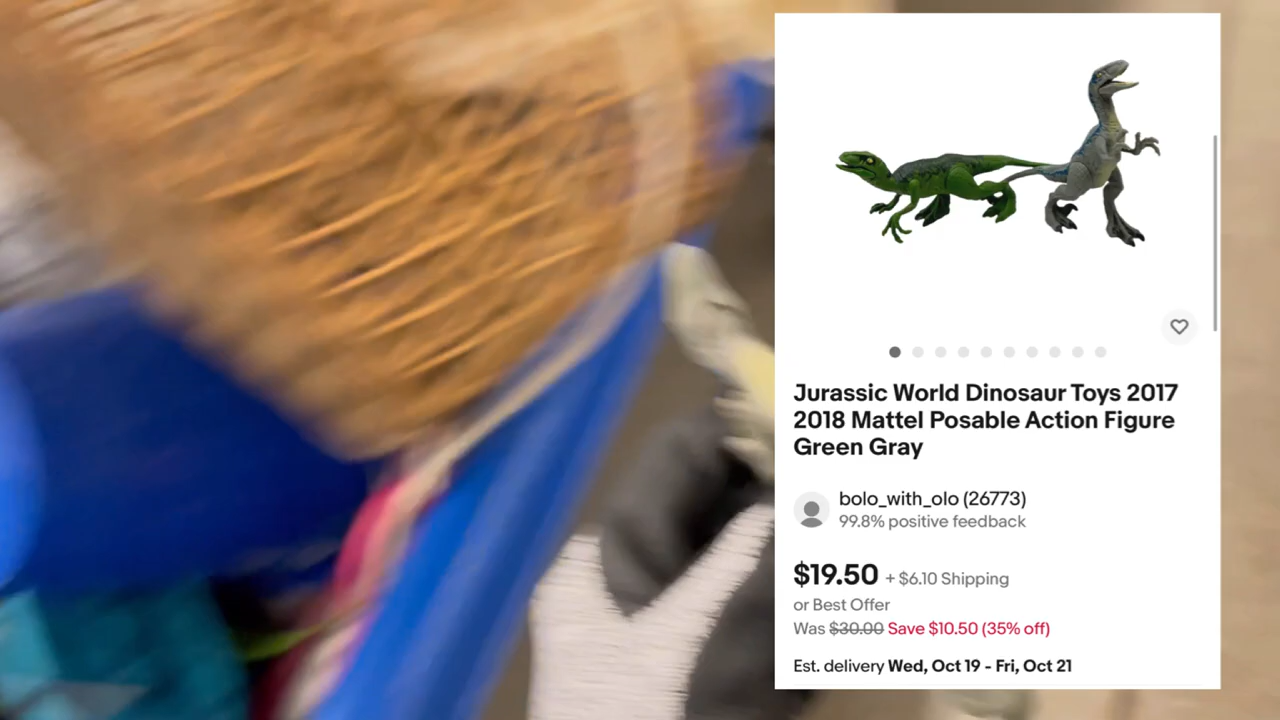 Jurassic World Dinosaur Toys 2017
2018 Mattel Posable Action Figure
Green Gray
bolo_with_olo (26773)
99.8% positive feedback
$19.50 + $6.10 Shipping
or Best Offer
Was $30.00 Save $10.50 (35% off)
Est. delivery Wed, Oct 19 - Fri, Oct 21